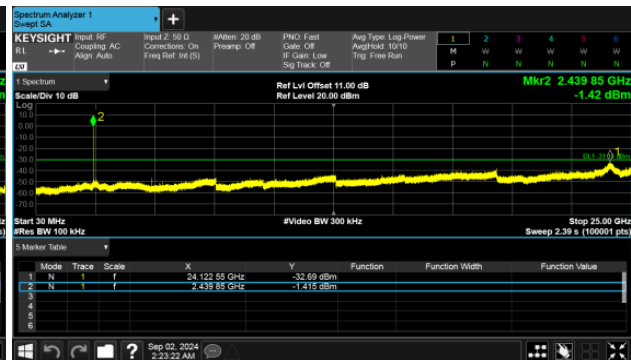 Spectrum Analyzer 1
Swept SA
KEYSIGHT
RL
Input: RF
Coupling: AC
Align: Auto
Input Z: 50 Ω
Corrections: On
Freq Ref: Int (S)
#Atten: 20 dB
Preamp: Off
PNO: Fast
Gate: Off
IF Gain: Low
Sig Track: Off
Avg Type: Log-Power
Avg|Hold: 10/10
Trig: Free Run
1 2 3 4 5 6
M W W W W W
P N N N N N
LXI
1 Spectrum
Scale/Div 10 dB
Ref Lvl Offset 11.00 dB
Ref Level 20.00 dBm
Mkr2 2.439 85 GHz
-1.42 dBm
Log
10.0
0.00
-10.0
-20.0
-30.0
-40.0
-50.0
-60.0
-70.0
2
1
Start 30 MHz
#Res BW 100 kHz
#Video BW 300 kHz
Stop 25.00 GHz
Sweep 2.39 s (100001 pts)
5 Marker Table
Mode Trace Scale X Y Function Function Width Function Value
1 N 1 f 24.122 55 GHz -32.69 dBm
2 N 1 f 2.439 85 GHz -1.415 dBm
3
4
5
6
?
Sep 02, 2024
2:23:22 AM